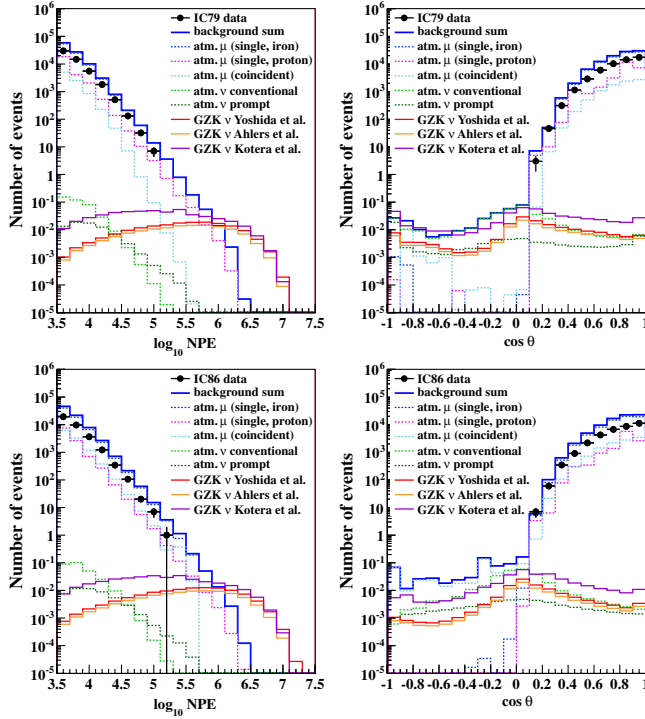 Number of events
10^6
10^5
10^4
10^3
10^2
10
1
10^-1
10^-2
10^-3
10^-4
10^-5
IC79 data
background sum
atm. μ (single, iron)
atm. μ (single, proton)
atm. μ (coincident)
atm. ν conventional
atm. ν prompt
GZK ν Yoshida et al.
GZK ν Ahlers et al.
GZK ν Kotera et al.
3.5 4 4.5 5 5.5 6 6.5 7 7.5
log10 NPE
Number of events
10^6
10^5
10^4
10^3
10^2
10
1
10^-1
10^-2
10^-3
10^-4
10^-5
IC79 data
background sum
atm. μ (single, iron)
atm. μ (single, proton)
atm. μ (coincident)
atm. ν conventional
atm. ν prompt
GZK ν Yoshida et al.
GZK ν Ahlers et al.
GZK ν Kotera et al.
-1 -0.8 -0.6 -0.4 -0.2 0 0.2 0.4 0.6 0.8 1
cos θ
Number of events
10^6
10^5
10^4
10^3
10^2
10
1
10^-1
10^-2
10^-3
10^-4
10^-5
IC86 data
background sum
atm. μ (single, iron)
atm. μ (single, proton)
atm. μ (coincident)
atm. ν conventional
atm. ν prompt
GZK ν Yoshida et al.
GZK ν Ahlers et al.
GZK ν Kotera et al.
3.5 4 4.5 5 5.5 6 6.5 7 7.5
log10 NPE
Number of events
10^6
10^5
10^4
10^3
10^2
10
1
10^-1
10^-2
10^-3
10^-4
10^-5
IC86 data
background sum
atm. μ (single, iron)
atm. μ (single, proton)
atm. μ (coincident)
atm. ν conventional
atm. ν prompt
GZK ν Yoshida et al.
GZK ν Ahlers et al.
GZK ν Kotera et al.
-1 -0.8 -0.6 -0.4 -0.2 0 0.2 0.4 0.6 0.8 1
cos θ